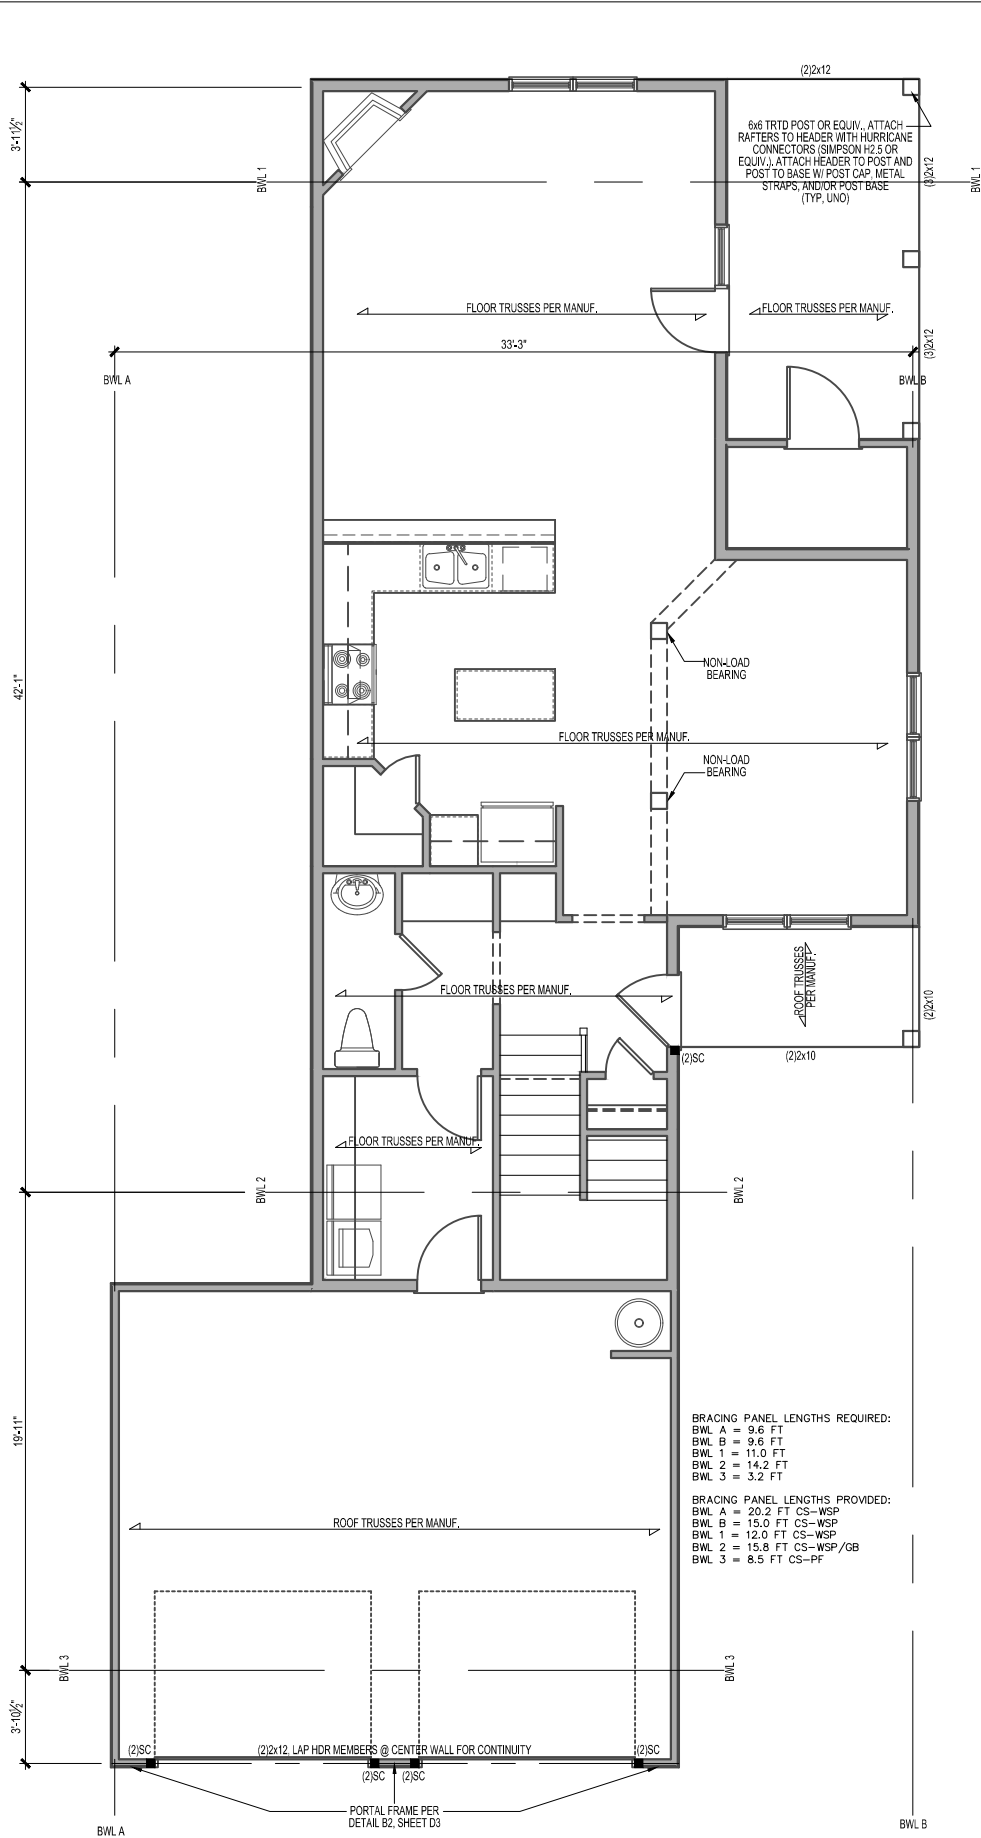 (2)2x12
3'-11½"
6x6 TRTD POST OR EQUIV., ATTACH
RAFTERS TO HEADER WITH HURRICANE
CONNECTORS (SIMPSON H2.5 OR
EQUIV.). ATTACH HEADER TO POST AND
POST TO BASE W/ POST CAP, METAL
STRAPS, AND/OR POST BASE
(TYP, UNO)
(3)2x12
BWL 1
BWL 1
FLOOR TRUSSES PER MANUF.
FLOOR TRUSSES PER MANUF.
33'-3"
(3)2x12
BWL A
BWL B
NON-LOAD
BEARING
42'-1"
FLOOR TRUSSES PER MANUF.
NON-LOAD
BEARING
ROOF TRUSSES
PER MANUF.
FLOOR TRUSSES PER MANUF.
(2)2x10
(2)SC
(2)2x10
FLOOR TRUSSES PER MANUF.
BWL 2
BWL 2
19'-11"
BRACING PANEL LENGTHS REQUIRED:
BWL A = 9.6 FT
BWL B = 9.6 FT
BWL 1 = 11.0 FT
BWL 2 = 14.2 FT
BWL 3 = 3.2 FT
BRACING PANEL LENGTHS PROVIDED:
BWL A = 20.2 FT CS-WSP
BWL B = 15.0 FT CS-WSP
BWL 1 = 12.0 FT CS-WSP
BWL 2 = 15.8 FT CS-WSP/GB
BWL 3 = 8.5 FT CS-PF
ROOF TRUSSES PER MANUF.
BWL 3
BWL 3
3'-10½"
(2)SC
(2)2x12, LAP HDR MEMBERS @ CENTER WALL FOR CONTINUITY
(2)SC
(2)SC
(2)SC
PORTAL FRAME PER
DETAIL B2, SHEET D3
BWL A
BWL B